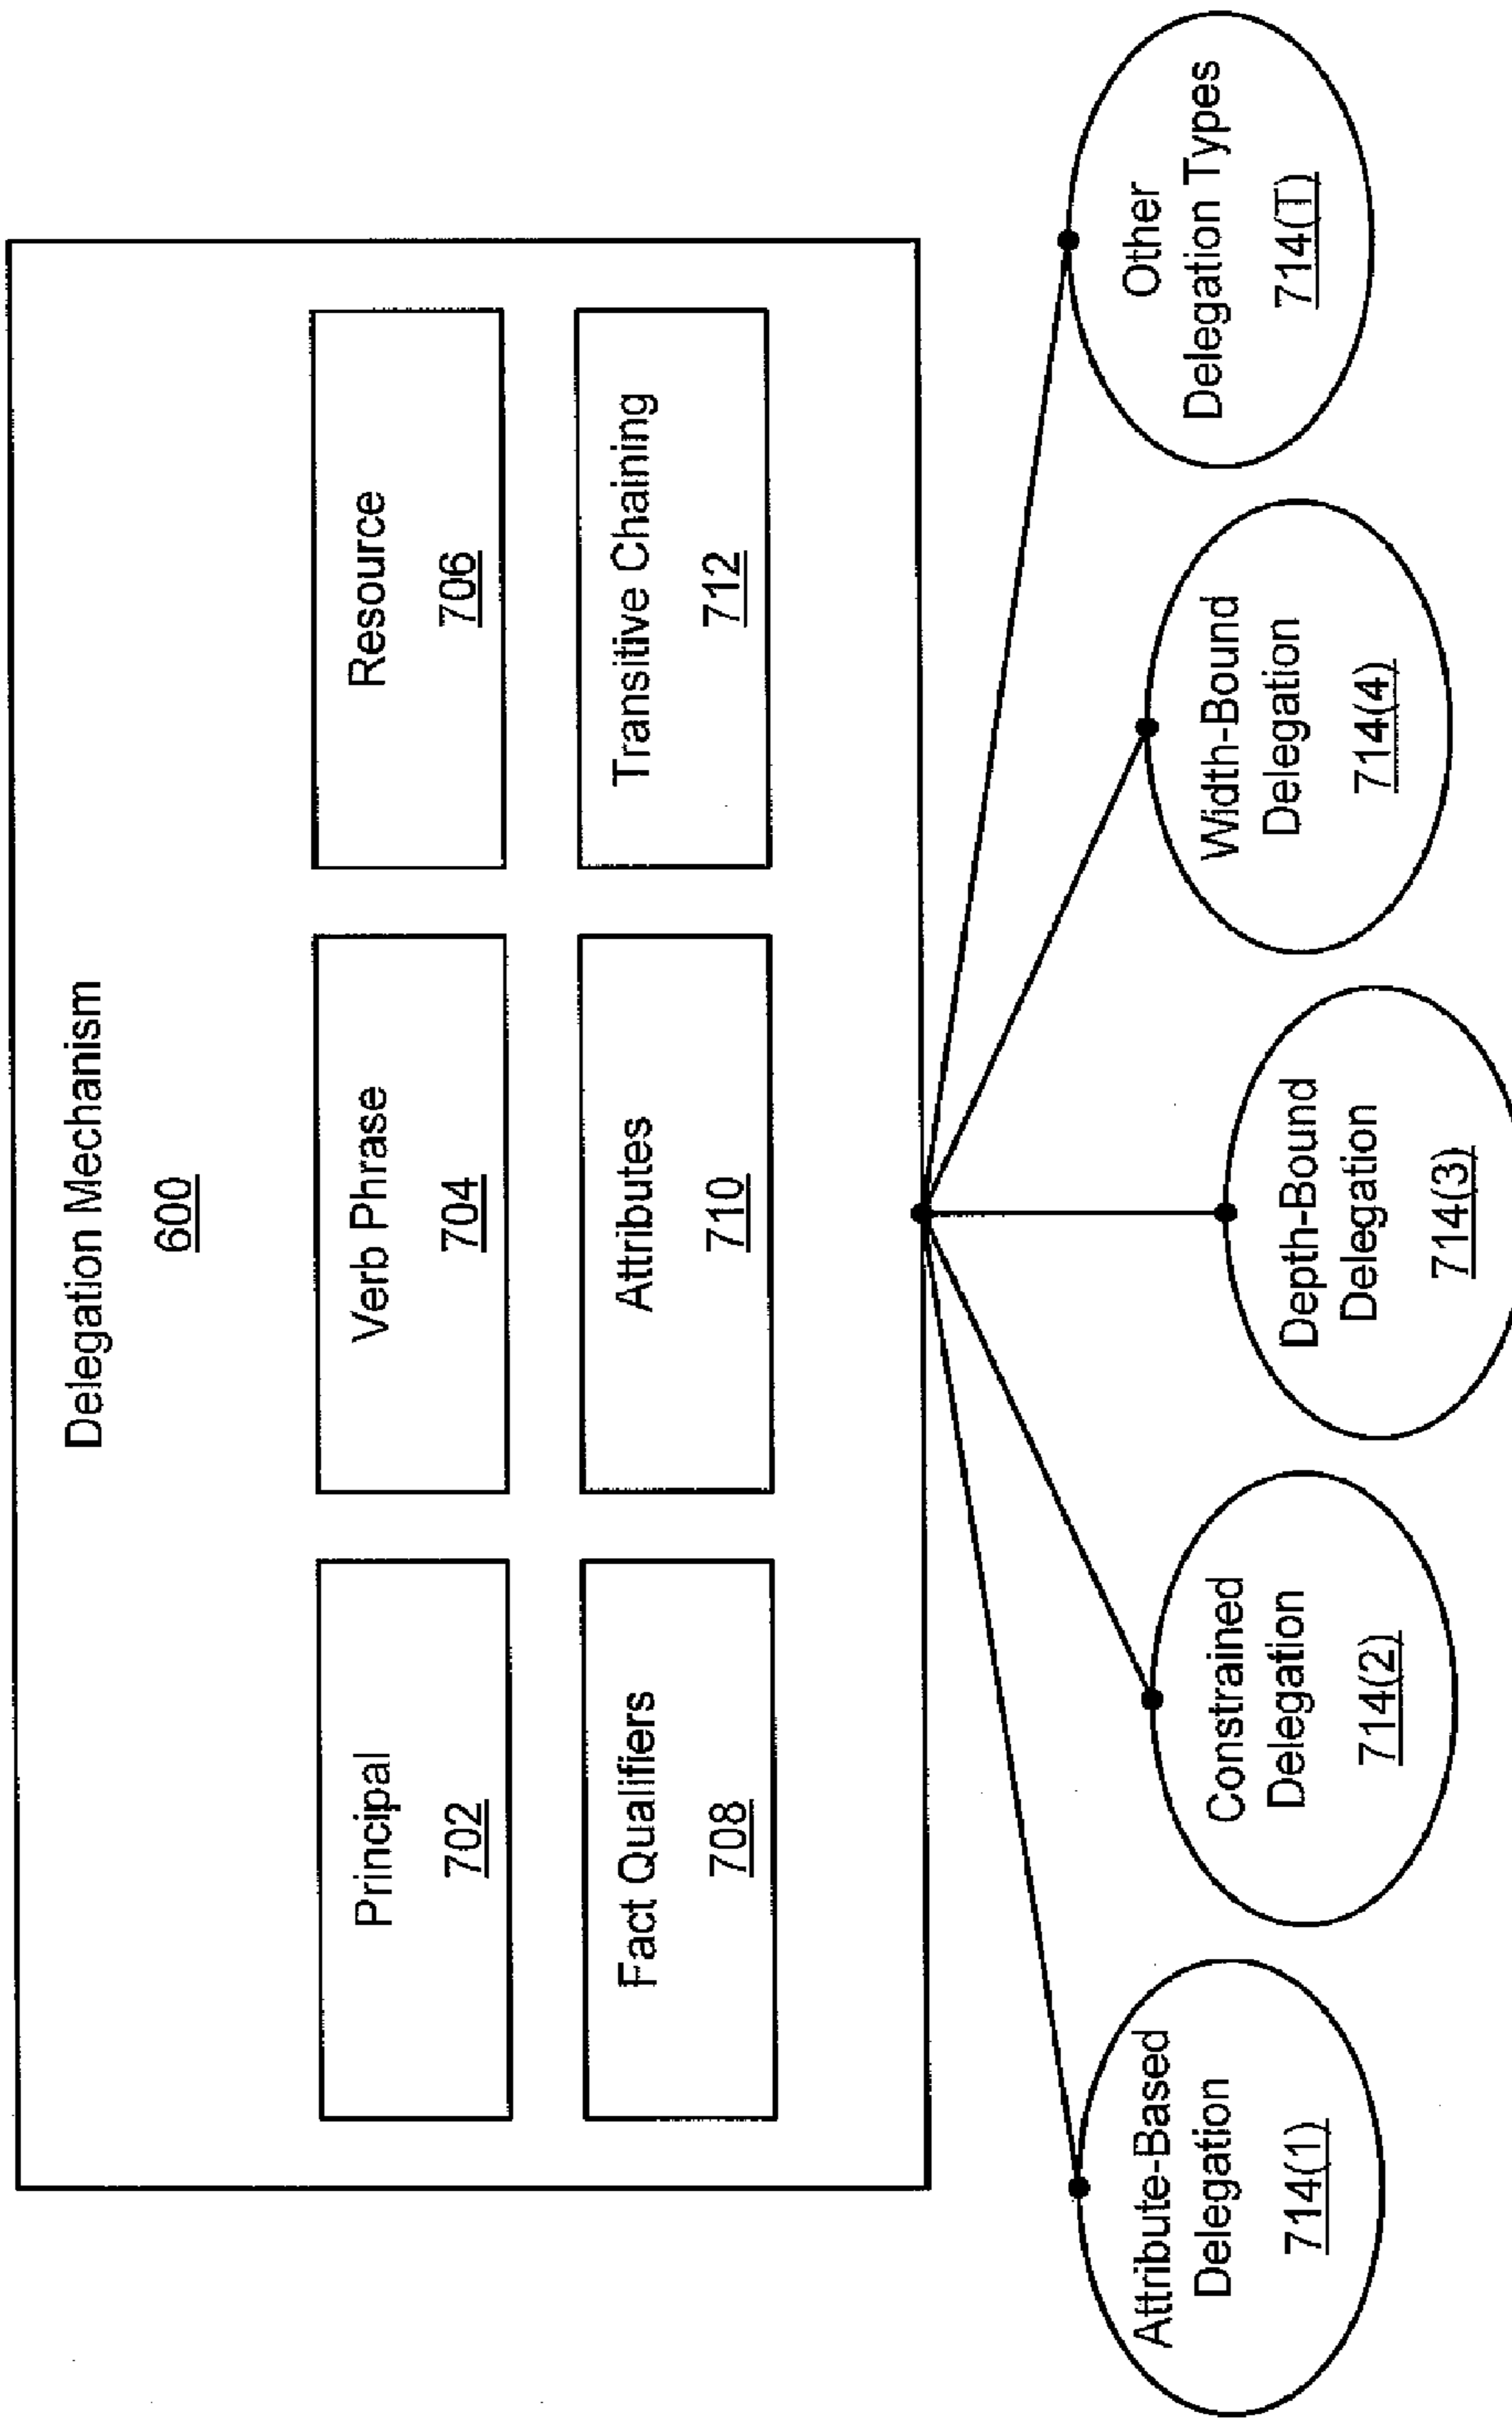 Delegation Mechanism
600
Principal
702
Verb Phrase
704
Resource
706
Fact Qualifiers
708
Attributes
710
Transitive Chaining
712
Attribute-Based
Delegation
714(1)
Constrained
Delegation
714(2)
Depth-Bound
Delegation
714(3)
Width-Bound
Delegation
714(4)
Other
Delegation Types
714(T)